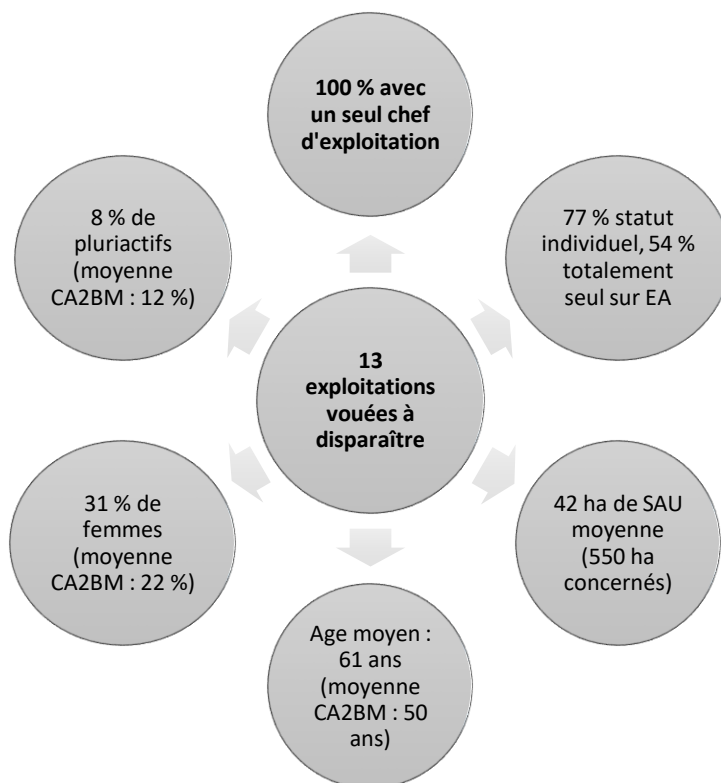 100 % avec
un seul chef
d'exploitation
8 % de
pluriactifs
(moyenne
CA2BM : 12 %)
77 % statut
individuel, 54 %
totalement
seul sur EA
13
exploitations
vouées à
disparaître
31 % de
femmes
(moyenne
CA2BM : 22 %)
42 ha de SAU
moyenne
(550 ha
concernés)
Age moyen :
61 ans
(moyenne
CA2BM : 50
ans)